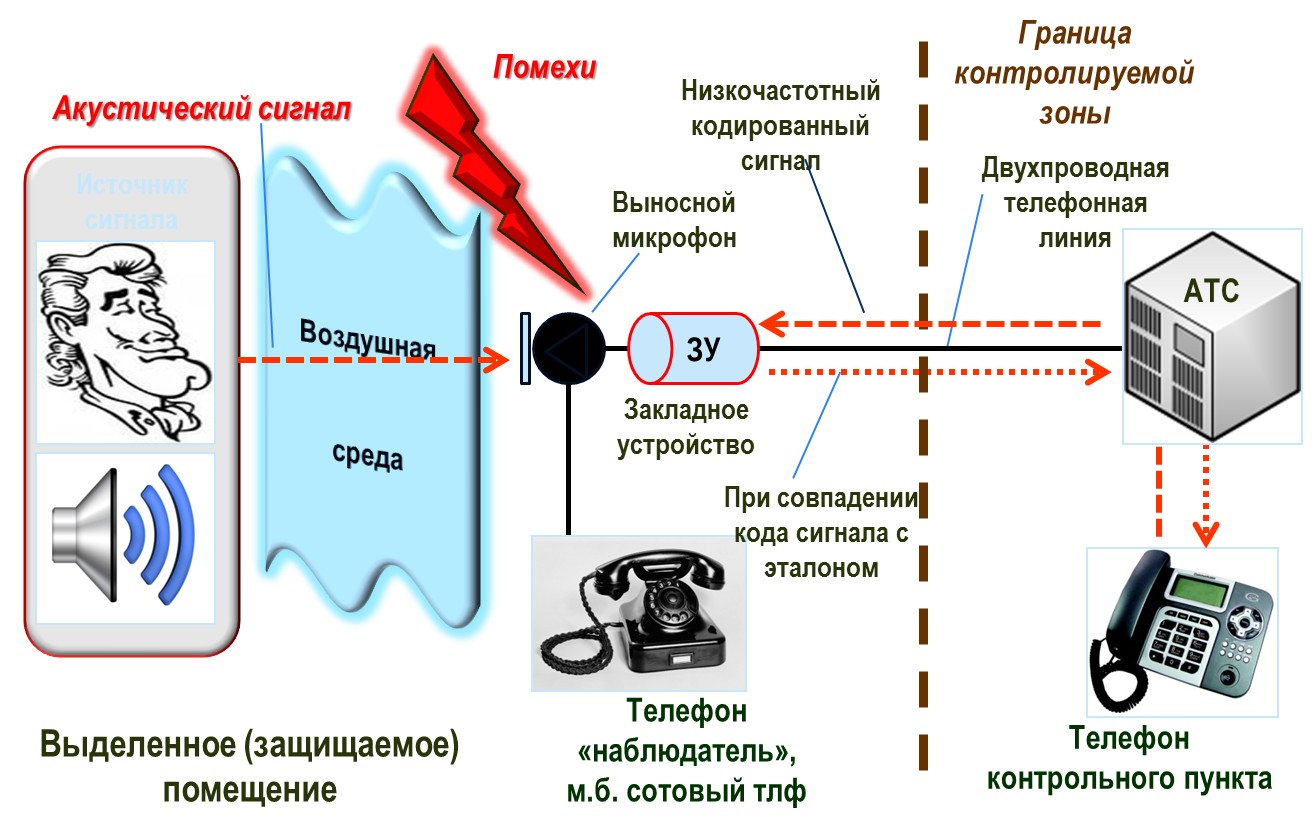 Граница
контролируемой
зоны
Помехи
Акустический сигнал
Низкочастотный
кодированный
сигнал
Двухпроводная
телефонная
линия
Источник
сигнала
Выносной
микрофон
АТС
Воздушная
среда
ЗУ
Закладное
устройство
При совпадении
кода сигнала с
эталоном
Телефон
«наблюдатель»,
м.б. сотовый тлф
Выделенное (защищаемое)
помещение
Телефон
контрольного пункта